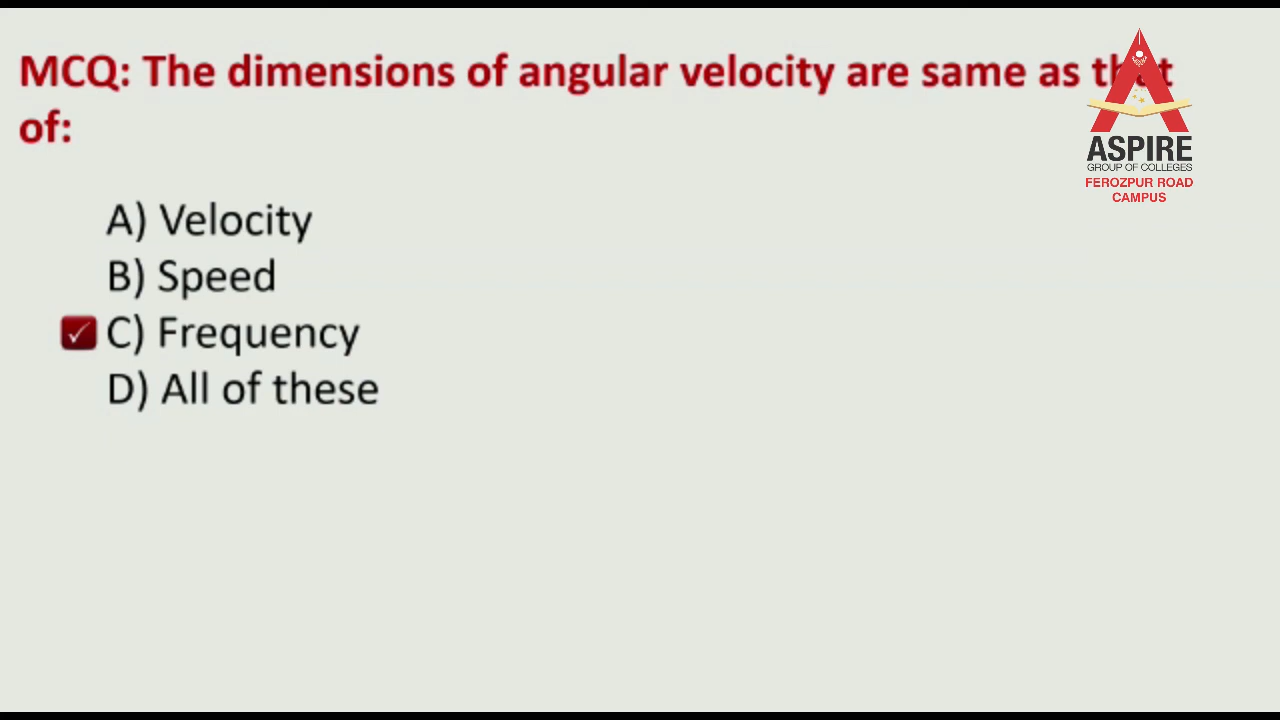 MCQ: The dimensions of angular velocity are same as that
of:
A) Velocity
B) Speed
C) Frequency
D) All of these
ASPIRE
GROUP OF COLLEGES
FEROZPUR ROAD
CAMPUS